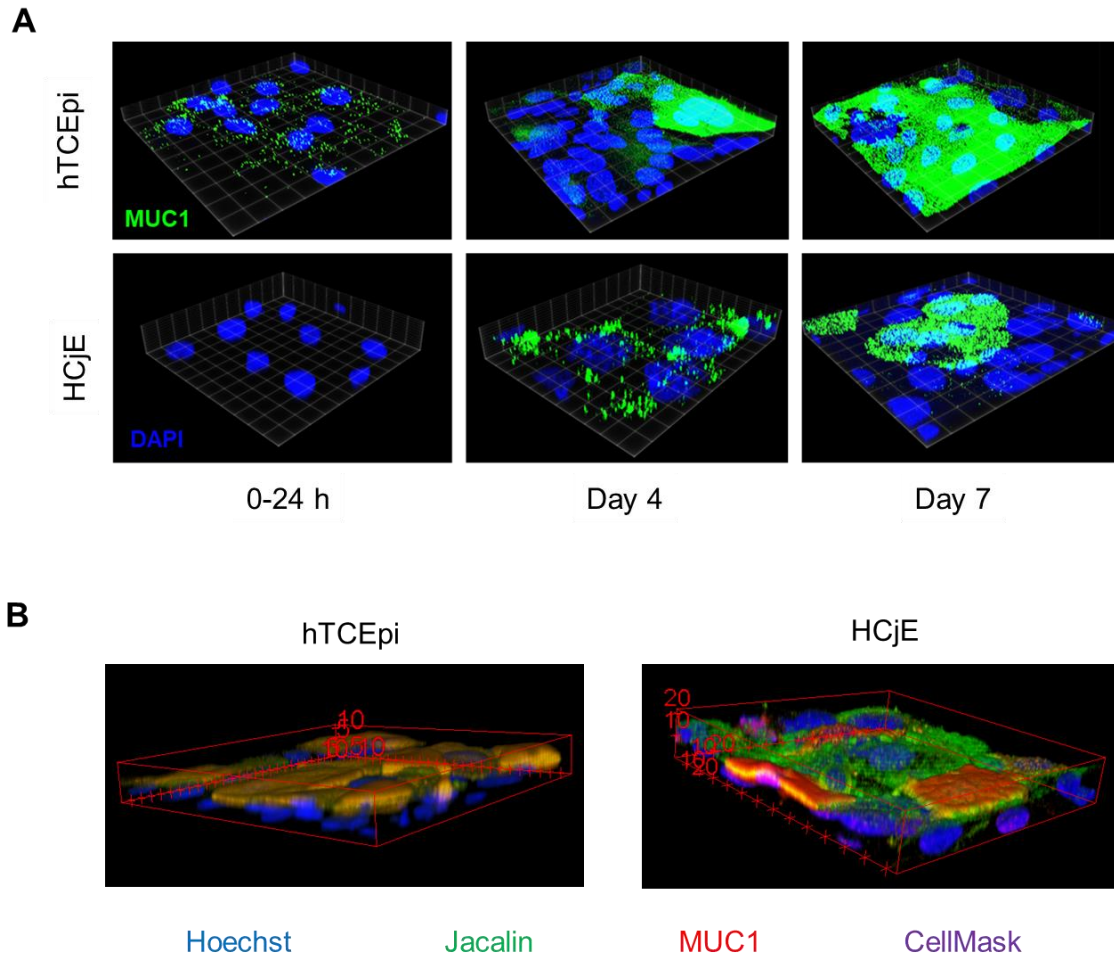 A
hTCEpi
MUC1
HCjE
DAPI
0-24 h
Day 4
Day 7
B
hTCEpi
HCjE
10
20
10
20
Hoechst
Jacalin
MUC1
CellMask